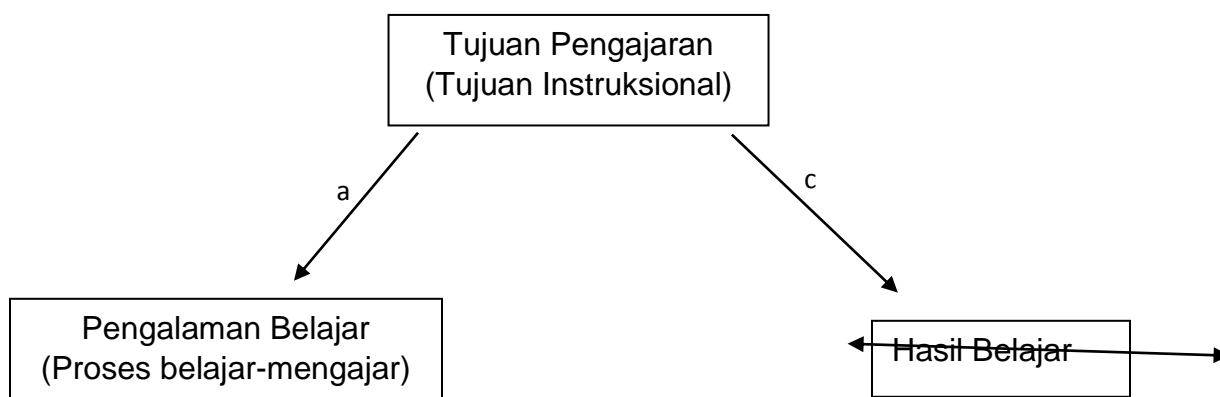 Tujuan Pengajaran
(Tujuan Instruksional)
a
c
Pengalaman Belajar
(Proses belajar-mengajar)
Hasil Belajar